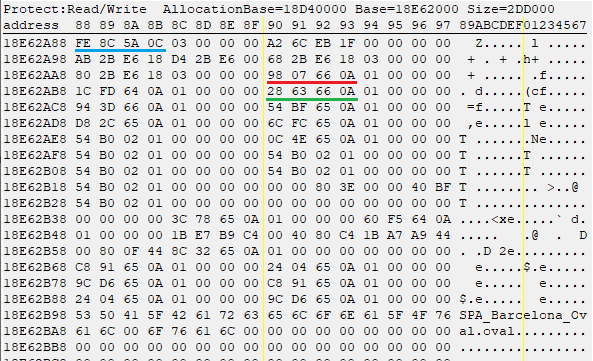 Protect:Read/Write AllocationBase=18D40000 Base=18E62000 Size=2DD000
address 88 89 8A 8B 8C 8D 8E 8F 90 91 92 93 94 95 96 97 89ABCDEF01234567
18E62A88 FE 8C 5A 0C 03 00 00 00 A2 6C EB 1F 00 00 00 00 Z.....l ....
18E62A98 AB 2B E6 18 D4 2B E6 00 68 2B E6 18 03 00 00 00 + . + .h+ ....
18E62AA8 80 2B E6 18 03 00 00 00 98 07 66 0A 01 00 00 00 + ..... .f.....
18E62AB8 1C FD 64 0A 01 00 00 00 28 63 66 0A 01 00 00 00 . d.....(cf.....
18E62AC8 94 3D 66 0A 01 00 00 00 54 BF 65 0A 01 00 00 00 =f.....T e.....
18E62AD8 D8 2C 65 0A 01 00 00 00 6C FC 65 0A 01 00 00 00 ,e.....l e.....
18E62AE8 54 B0 02 01 00 00 00 00 0C 4E 65 0A 01 00 00 00 T .......Ne.....
18E62AF8 54 B0 02 01 00 00 00 00 54 B0 02 01 00 00 00 00 T ......T ......
18E62B08 54 B0 02 01 00 00 00 00 54 B0 02 01 00 00 00 00 T ......T ......
18E62B18 54 B0 02 01 00 00 00 00 00 00 80 3E 00 00 40 BF T ........ >..@
18E62B28 54 B0 02 01 00 00 00 00 00 00 00 00 00 00 00 00 T ..............
18E62B38 00 00 00 00 3C 78 65 0A 01 00 00 00 60 F5 64 0A ....<xe.....` d.
18E62B48 01 00 00 00 1B E7 B9 C4 00 40 80 C4 1B A7 A9 44 ..... .@ . D
18E62B58 00 80 0F 44 8C 32 65 0A 01 00 00 00 00 00 00 00 . .D 2e.........
18E62B68 C8 91 65 0A 01 00 00 00 24 04 65 0A 01 00 00 00 e.....$.e.....
18E62B78 9C D6 65 0A 01 00 00 00 C8 91 65 0A 01 00 00 00 e..... e.....
18E62B88 24 04 65 0A 01 00 00 00 9C D6 65 0A 01 00 00 00 $.e..... e.....
18E62B98 53 50 41 5F 42 61 72 63 65 6C 6F 6E 61 5F 4F 76 SPA_Barcelona_Ov
18E62BA8 61 6C 00 6F 76 61 6C 00 00 00 00 00 00 00 00 00 al.oval.........
18E62BB8 00 00 00 00 00 00 00 00 00 00 00 00 00 00 00 00 ................